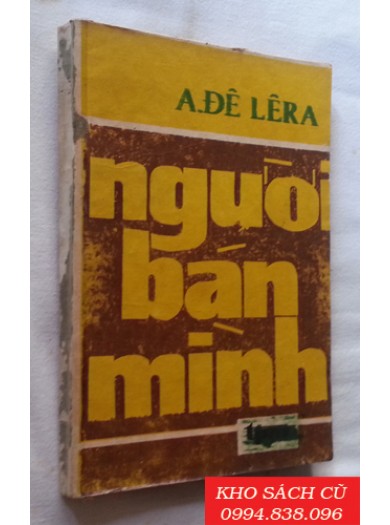 A.ĐÊ LÊRA
người
bán
mình
KHO SÁCH CŨ
0994.838.096